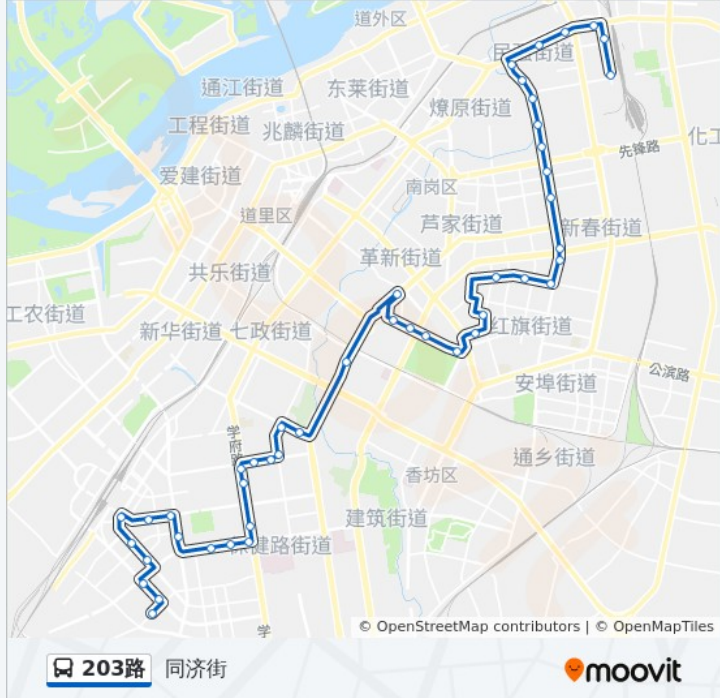 道外区
民强街道
通江街道
东莱街道
燎原街道
工程街道
兆麟街道
先锋路
化工
爱建街道
南岗区
道里区
芦家街道
新春街道
革新街道
共乐街道
工农街道
新华街道
七政街道
红旗街道
公滨路
安埠街道
学府路
通乡街道
香坊区
建筑街道
保健路街道
学
© OpenStreetMap contributors | © OpenMapTiles
203路 同济街
moovit